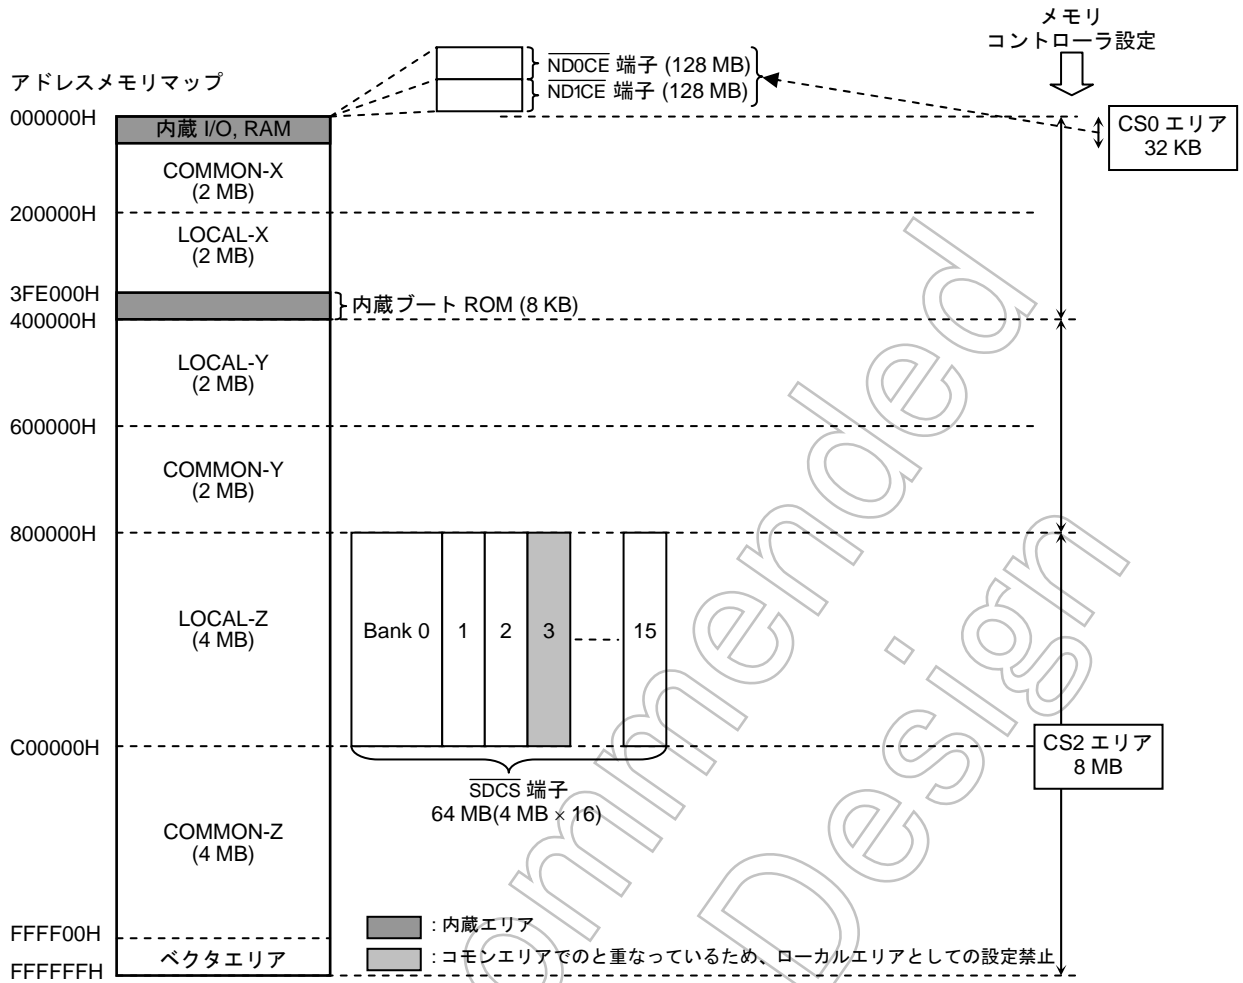 メモリ
コントローラ設定
アドレスメモリマップ
ND0CE 端子 (128 MB)
ND1CE 端子 (128 MB)
000000H
内蔵 I/O, RAM
CS0 エリア
32 KB
COMMON-X
(2 MB)
200000H
LOCAL-X
(2 MB)
3FE000H
内蔵ブート ROM (8 KB)
400000H
LOCAL-Y
(2 MB)
600000H
COMMON-Y
(2 MB)
800000H
LOCAL-Z
(4 MB)
Bank 0
1
2
3
15
C00000H
CS2 エリア
8 MB
SDCS 端子
64 MB(4 MB × 16)
COMMON-Z
(4 MB)
FFFF00H
: 内蔵エリア
ベクタエリア
: コモンエリアでのと重なっているため、ローカルエリアとしての設定禁止
FFFFFFH
ommended
Design